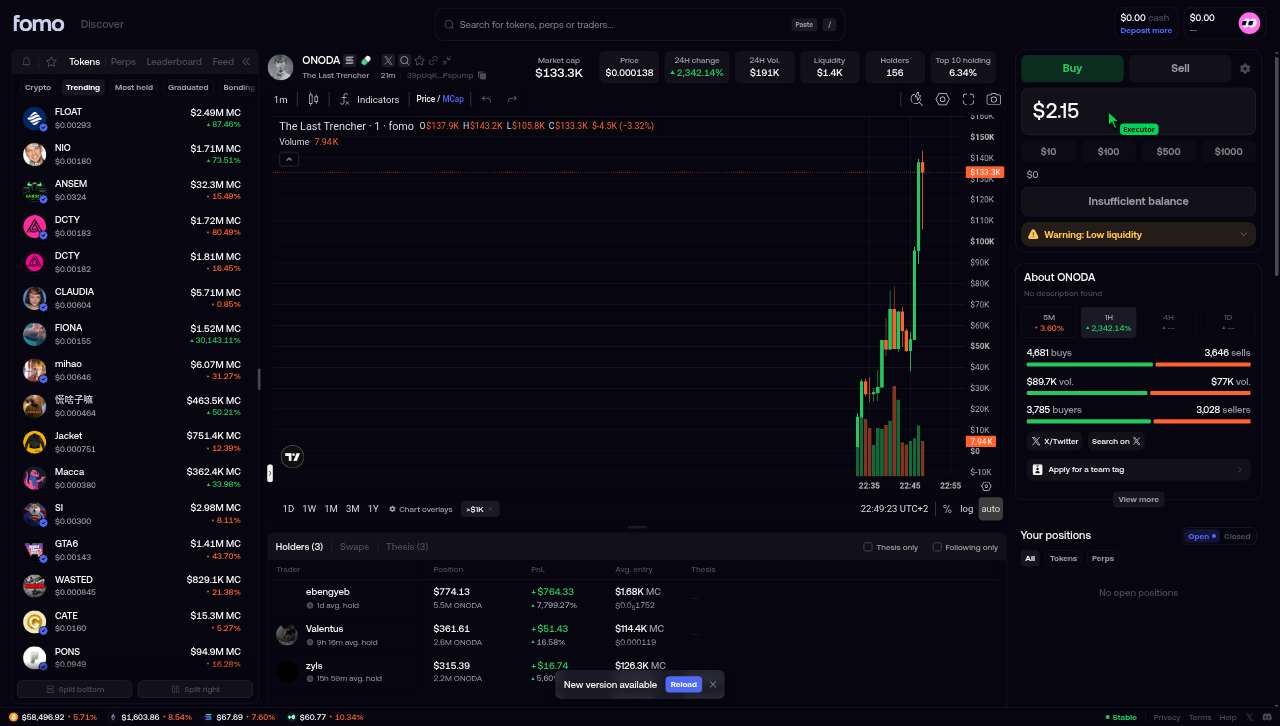 fomo
Discover
Search for tokens, perps or traders...
Paste
/
$0.00 cash
Deposit more
$0.00
—
Tokens Perps Leaderboard Feed
Crypto Trending Most held Graduated Bonding
FLOAT $2.49M MC
$0.00293 87.46%
NIO $1.71M MC
$0.00180 73.51%
ANSEM $32.3M MC
$0.0324 15.49%
DCTY $1.72M MC
$0.00183 80.49%
DCTY $1.81M MC
$0.00182 16.45%
CLAUDIA $5.71M MC
$0.00604 0.85%
FIONA $1.52M MC
$0.00155 30,143.11%
mihao $6.07M MC
$0.00646 31.27%
慌啥子嘛 $463.5K MC
$0.000464 50.21%
Jacket $751.4K MC
$0.000751 12.39%
Macca $362.4K MC
$0.000380 33.98%
SI $2.98M MC
$0.00300 8.11%
GTA6 $1.41M MC
$0.00143 43.70%
WASTED $829.1K MC
$0.000845 21.38%
CATE $15.3M MC
$0.0160 5.27%
PONS $94.9M MC
$0.0949 16.28%
Split bottom Split right
ONODA
The Last Trencher 21m 39pUqK...Fspump
Market cap
$133.3K
Price
$0.000138
24H change
2,342.14%
24H Vol.
$191K
Liquidity
$1.4K
Holders
156
Top 10 holding
6.34%
1m Indicators Price / MCap
The Last Trencher · 1 · fomo O$137.9K H$143.2K L$105.8K C$133.3K $-4.5K (−3.32%)
Volume 7.94K
$160K
$150K
$140K
$133.3K
$130K
$120K
$110K
$100K
$90K
$80K
$70K
$60K
$50K
$40K
$30K
$20K
$10K
7.94K
$0
$-10K
22:35 22:45 22:55
1D 1W 1M 3M 1Y Chart overlays >$1K
22:49:23 UTC+2 % log auto
Holders (3) Swaps Thesis (3)
Thesis only Following only
Trader Position PnL Avg. entry Thesis
ebengyeb $774.13 +$764.33 $1.68K MC
1d avg. hold 5.5M ONODA 7,799.27% $0.0₅1752
Valentus $361.61 +$51.43 $114.4K MC
9h 16m avg. hold 2.6M ONODA 16.58% $0.000119
zyls $315.39 +$16.74 $126.3K MC
15h 59m avg. hold 2.2M ONODA 5.60
New version available Reload
Buy Sell
$2.15
Executor
$10 $100 $500 $1000
$0
Insufficient balance
Warning: Low liquidity
About ONODA
No description found
5M 1H 4H 1D
3.60% 2,342.14% -- --
4,681 buys 3,646 sells
$89.7K vol. $77K vol.
3,785 buyers 3,028 sellers
X/Twitter Search on X
Apply for a team tag
View more
Your positions Open Closed
All Tokens Perps
No open positions
$58,496.92 5.71% $1,603.86 8.54% $67.69 7.60% $60.77 10.34%
Stable Privacy Terms Help